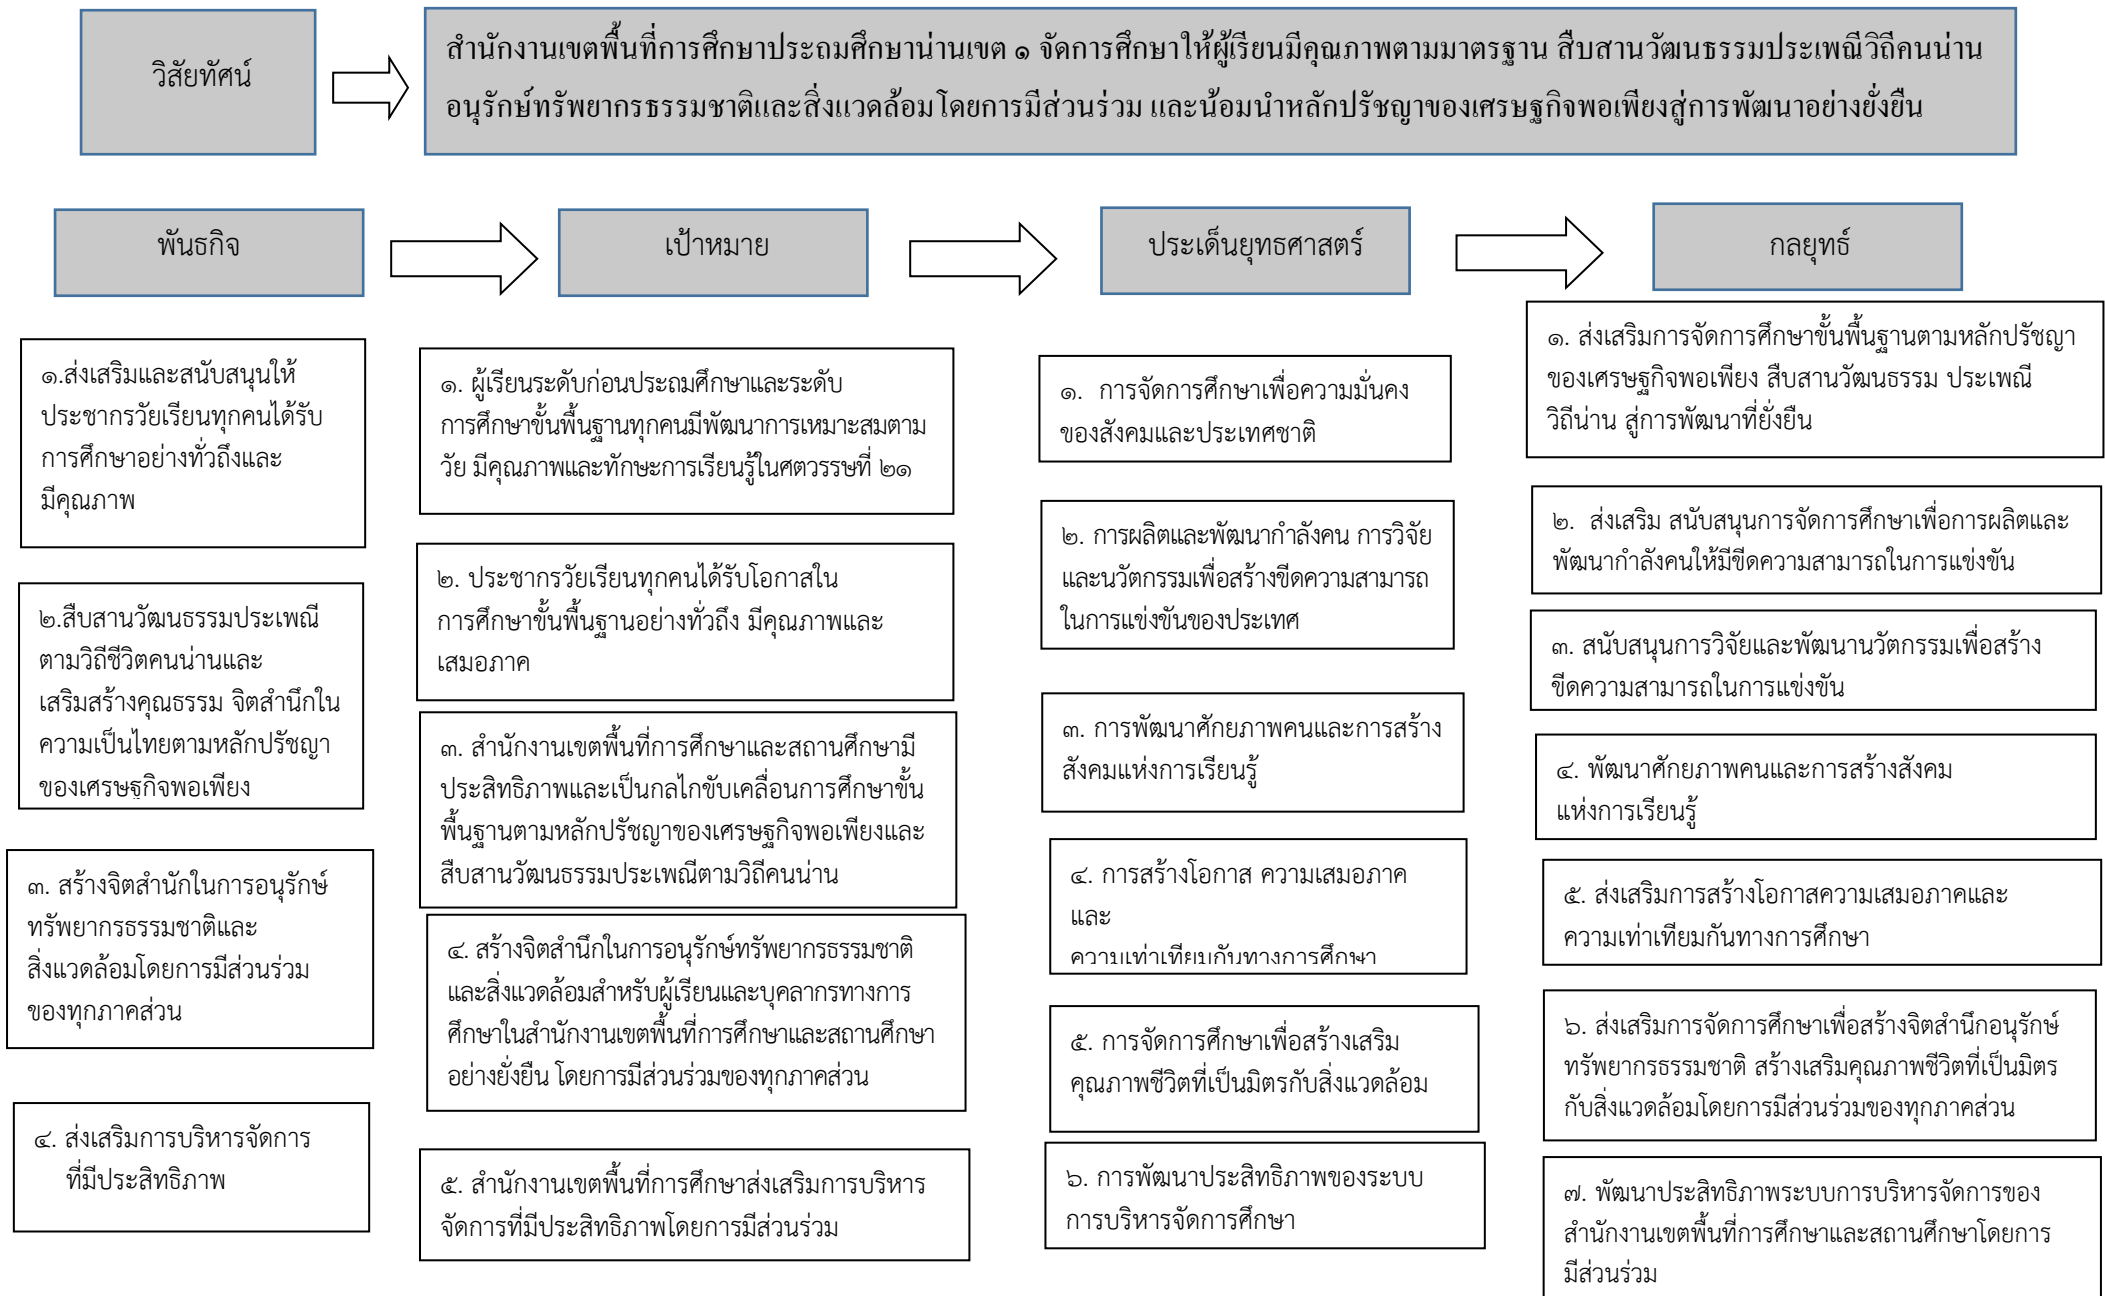 วิสัยทัศน์
สำนักงานเขตพื้นที่การศึกษาประถมศึกษาน่านเขต ๑ จัดการศึกษาให้ผู้เรียนมีคุณภาพตามมาตรฐาน สืบสานวัฒนธรรมประเพณีวิถีคนน่าน
อนุรักษ์ทรัพยากรธรรมชาติและสิ่งแวดล้อมโดยการมีส่วนร่วม และน้อมนำหลักปรัชญาของเศรษฐกิจพอเพียงสู่การพัฒนาอย่างยั่งยืน
พันธกิจ
๑.ส่งเสริมและสนับสนุนให้
ประชากรวัยเรียนทุกคนได้รับ
การศึกษาอย่างทั่วถึงและ
มีคุณภาพ
๒.สืบสานวัฒนธรรมประเพณี
ตามวิถีชีวิตคนน่านและ
เสริมสร้างคุณธรรม จิตสำนึกใน
ความเป็นไทยตามหลักปรัชญา
ของเศรษฐกิจพอเพียง
๓. สร้างจิตสำนักในการอนุรักษ์
ทรัพยากรธรรมชาติและ
สิ่งแวดล้อมโดยการมีส่วนร่วม
ของทุกภาคส่วน
๔. ส่งเสริมการบริหารจัดการ
ที่มีประสิทธิภาพ
เป้าหมาย
๑. ผู้เรียนระดับก่อนประถมศึกษาและระดับ
การศึกษาขั้นพื้นฐานทุกคนมีพัฒนาการเหมาะสมตาม
วัย มีคุณภาพและทักษะการเรียนรู้ในศตวรรษที่ ๒๑
๒. ประชากรวัยเรียนทุกคนได้รับโอกาสใน
การศึกษาขั้นพื้นฐานอย่างทั่วถึง มีคุณภาพและ
เสมอภาค
๓. สำนักงานเขตพื้นที่การศึกษาและสถานศึกษามี
ประสิทธิภาพและเป็นกลไกขับเคลื่อนการศึกษาขั้น
พื้นฐานตามหลักปรัชญาของเศรษฐกิจพอเพียงและ
สืบสานวัฒนธรรมประเพณีตามวิถีคนน่าน
๔. สร้างจิตสำนึกในการอนุรักษ์ทรัพยากรธรรมชาติ
และสิ่งแวดล้อมสำหรับผู้เรียนและบุคลากรทางการ
ศึกษาในสำนักงานเขตพื้นที่การศึกษาและสถานศึกษา
อย่างยั่งยืน โดยการมีส่วนร่วมของทุกภาคส่วน
๕. สำนักงานเขตพื้นที่การศึกษาส่งเสริมการบริหาร
จัดการที่มีประสิทธิภาพโดยการมีส่วนร่วม
ประเด็นยุทธศาสตร์
๑. การจัดการศึกษาเพื่อความมั่นคง
ของสังคมและประเทศชาติ
๒. การผลิตและพัฒนากำลังคน การวิจัย
และนวัตกรรมเพื่อสร้างขีดความสามารถ
ในการแข่งขันของประเทศ
๓. การพัฒนาศักยภาพคนและการสร้าง
สังคมแห่งการเรียนรู้
๔. การสร้างโอกาส ความเสมอภาค
และ
ความเท่าเทียมกันทางการศึกษา
๕. การจัดการศึกษาเพื่อสร้างเสริม
คุณภาพชีวิตที่เป็นมิตรกับสิ่งแวดล้อม
๖. การพัฒนาประสิทธิภาพของระบบ
การบริหารจัดการศึกษา
กลยุทธ์
๑. ส่งเสริมการจัดการศึกษาขั้นพื้นฐานตามหลักปรัชญา
ของเศรษฐกิจพอเพียง สืบสานวัฒนธรรม ประเพณี
วิถีน่าน สู่การพัฒนาที่ยั่งยืน
๒. ส่งเสริม สนับสนุนการจัดการศึกษาเพื่อการผลิตและ
พัฒนากำลังคนให้มีขีดความสามารถในการแข่งขัน
๓. สนับสนุนการวิจัยและพัฒนานวัตกรรมเพื่อสร้าง
ขีดความสามารถในการแข่งขัน
๔. พัฒนาศักยภาพคนและการสร้างสังคม
แห่งการเรียนรู้
๕. ส่งเสริมการสร้างโอกาสความเสมอภาคและ
ความเท่าเทียมกันทางการศึกษา
๖. ส่งเสริมการจัดการศึกษาเพื่อสร้างจิตสำนึกอนุรักษ์
ทรัพยากรธรรมชาติ สร้างเสริมคุณภาพชีวิตที่เป็นมิตร
กับสิ่งแวดล้อมโดยการมีส่วนร่วมของทุกภาคส่วน
๗. พัฒนาประสิทธิภาพระบบการบริหารจัดการของ
สำนักงานเขตพื้นที่การศึกษาและสถานศึกษาโดยการ
มีส่วนร่วม